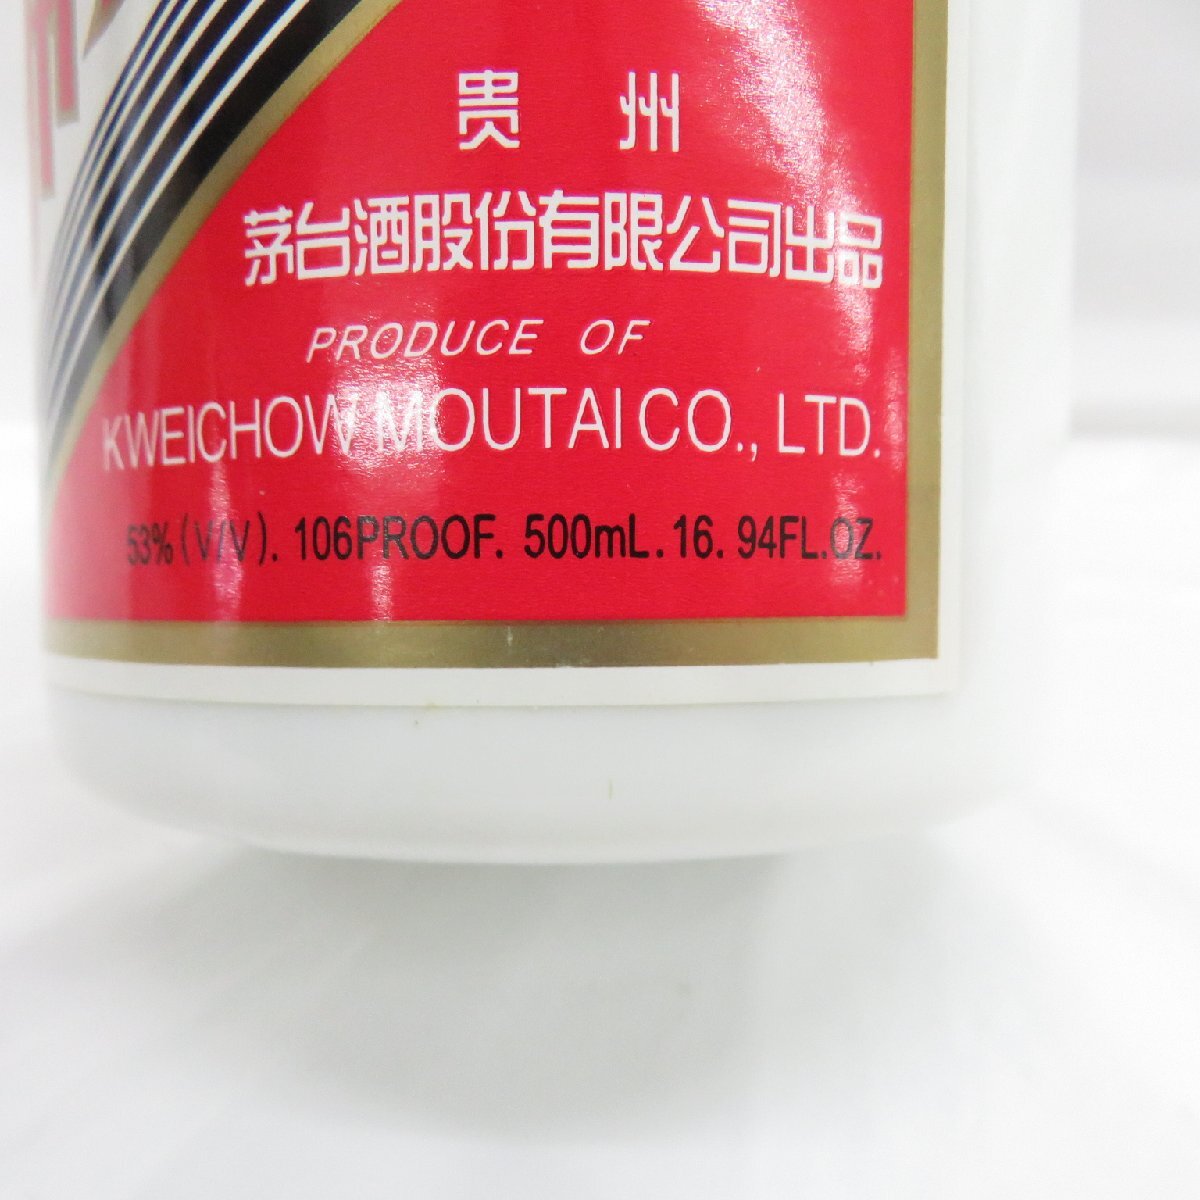 贵 州
茅台酒股份有限公司出品
PRODUCE OF
KWEICHOW MOUTAI CO., LTD.
53% (V/V). 106PROOF. 500mL. 16. 94FL.OZ.